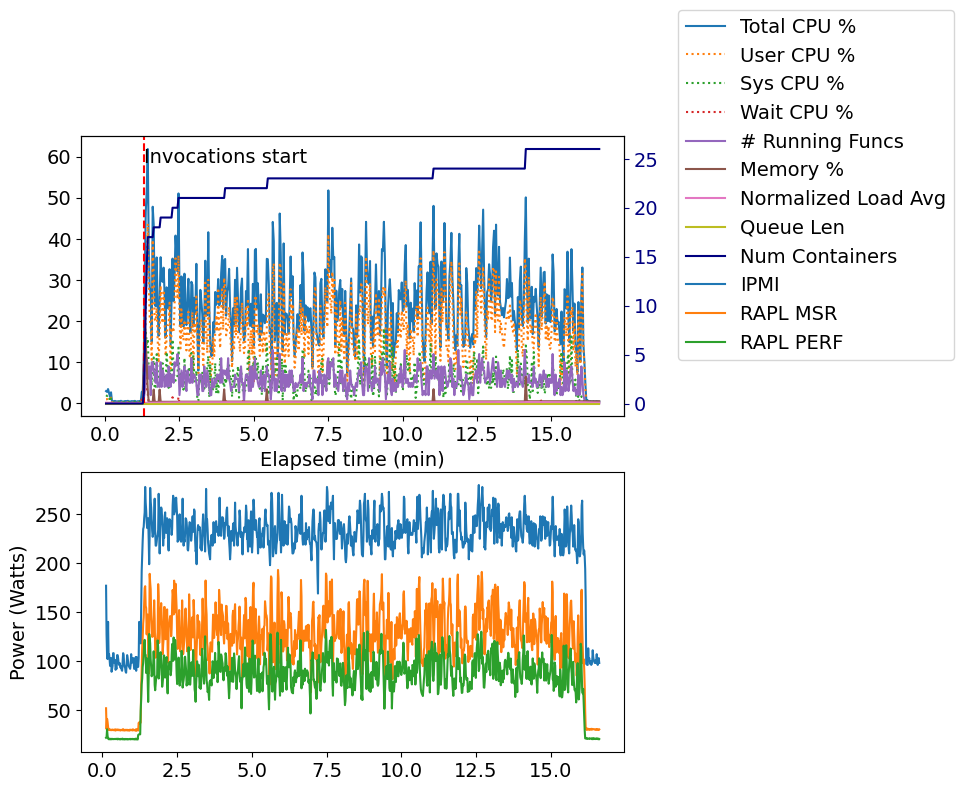 Total CPU %
User CPU %
Sys CPU %
Wait CPU %
# Running Funcs
Memory %
Normalized Load Avg
Queue Len
Num Containers
IPMI
RAPL MSR
RAPL PERF
Invocations start
60
50
40
30
20
10
0
25
20
15
10
5
0
0.0 2.5 5.0 7.5 10.0 12.5 15.0
Elapsed time (min)
Power (Watts)
250
200
150
100
50
0.0 2.5 5.0 7.5 10.0 12.5 15.0